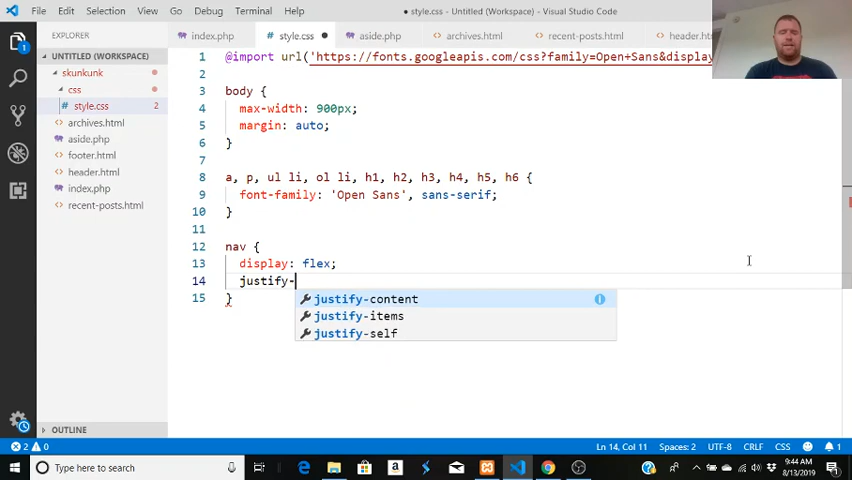 File Edit Selection View Go Debug Terminal Help
● style.css - Untitled (Workspace) - Visual Studio Code
EXPLORER
index.php
# style.css
aside.php
archives.html
recent-posts.html
header.h
UNTITLED (WORKSPACE)
skunkunk
css
# style.css 2
archives.html
aside.php
footer.html
header.html
index.php
recent-posts.html
OUTLINE
1 @import url('https://fonts.googleapis.com/css?family=Open+Sans&display
2
3 body {
4 max-width: 900px;
5 margin: auto;
6 }
7
8 a, p, ul li, ol li, h1, h2, h3, h4, h5, h6 {
9 font-family: 'Open Sans', sans-serif;
10 }
11
12 nav {
13 display: flex;
14 justify-
15 }
justify-content
justify-items
justify-self
2 0
Ln 14, Col 11 Spaces: 2 UTF-8 CRLF CSS 1
Type here to search
9:44 AM
8/13/2019